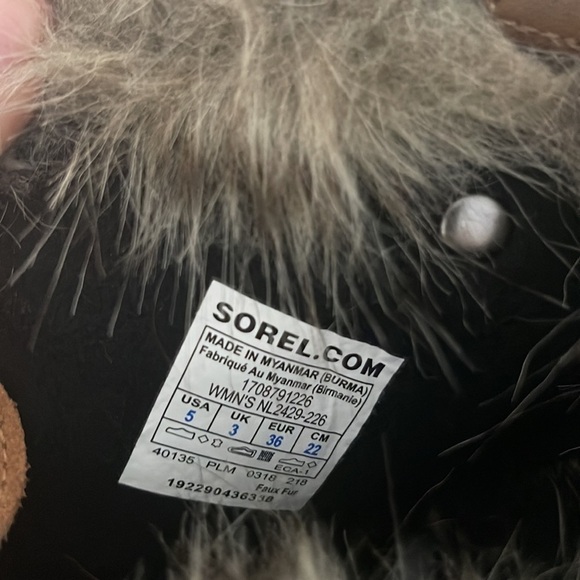 SOREL.COM
MADE IN MYANMAR (BURMA)
Fabriqué Au Myanmar (Birmanie)
1708791226
WMN'S NL2429-226
USA UK EUR CM
5 3 36 22
ECA-1
40135 PLM 0318 218
Faux Fur
192290436338